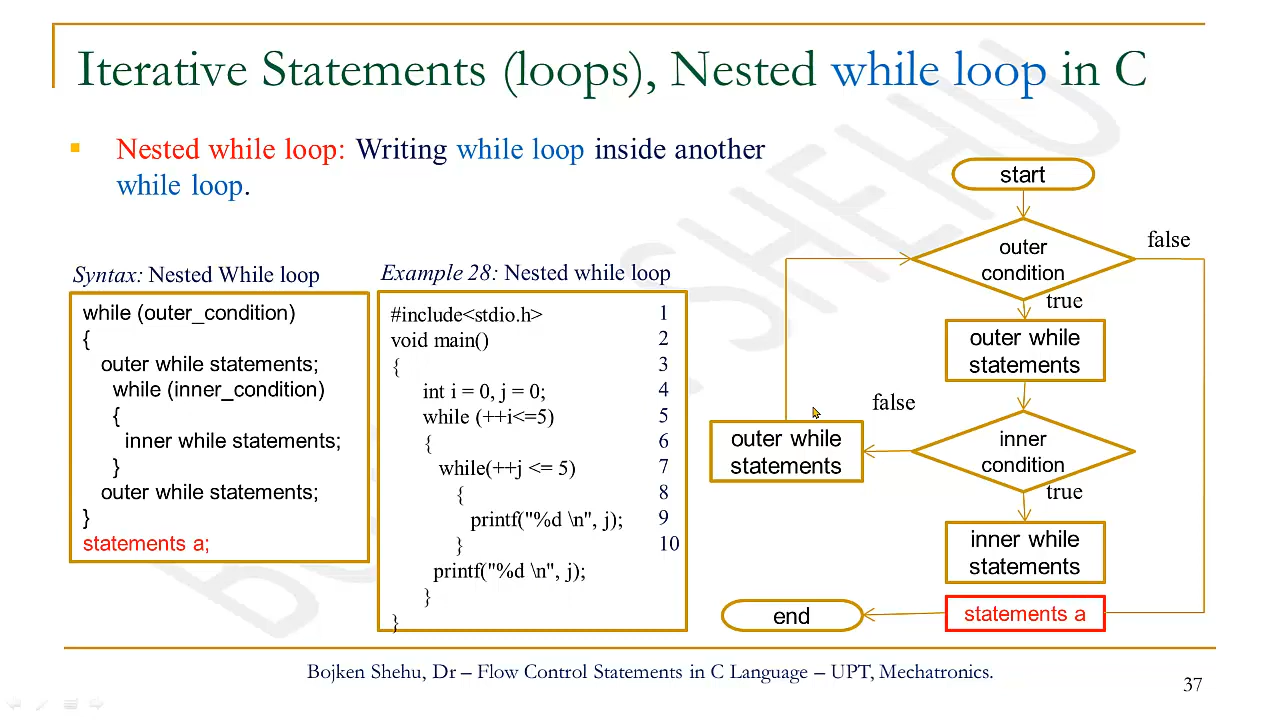 Iterative Statements (loops), Nested while loop in C
Nested while loop: Writing while loop inside another
while loop.
Syntax: Nested While loop
while (outer_condition)
{
outer while statements;
while (inner_condition)
{
inner while statements;
}
outer while statements;
}
statements a;
Example 28: Nested while loop
#include<stdio.h> 1
void main() 2
{ 3
int i = 0, j = 0; 4
while (++i<=5) 5
{ 6
while(++j <= 5) 7
{ 8
printf("%d \n", j); 9
} 10
printf("%d \n", j);
}
}
start
outer
condition
false
true
outer while
statements
inner
condition
false
outer while
statements
true
inner while
statements
statements a
end
Bojken Shehu, Dr – Flow Control Statements in C Language – UPT, Mechatronics.
37